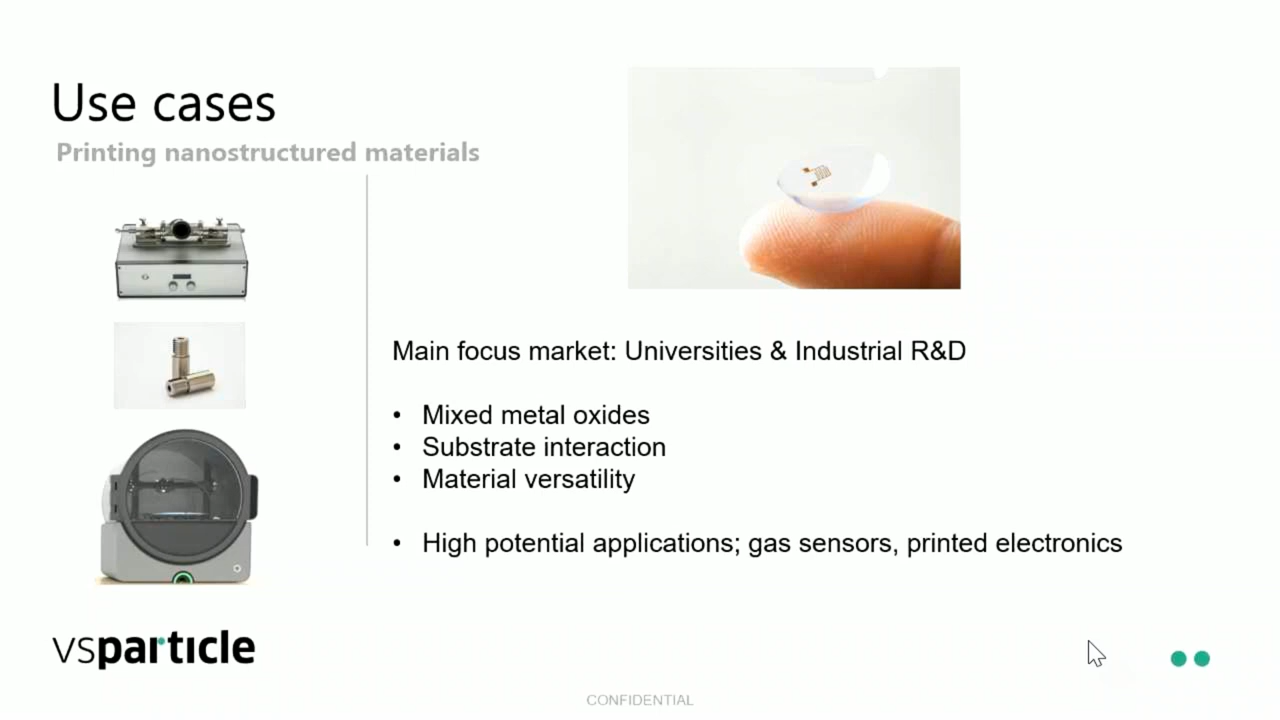 Use cases
Printing nanostructured materials
Main focus market: Universities & Industrial R&D
• Mixed metal oxides
• Substrate interaction
• Material versatility
• High potential applications; gas sensors, printed electronics
vsparticle
CONFIDENTIAL